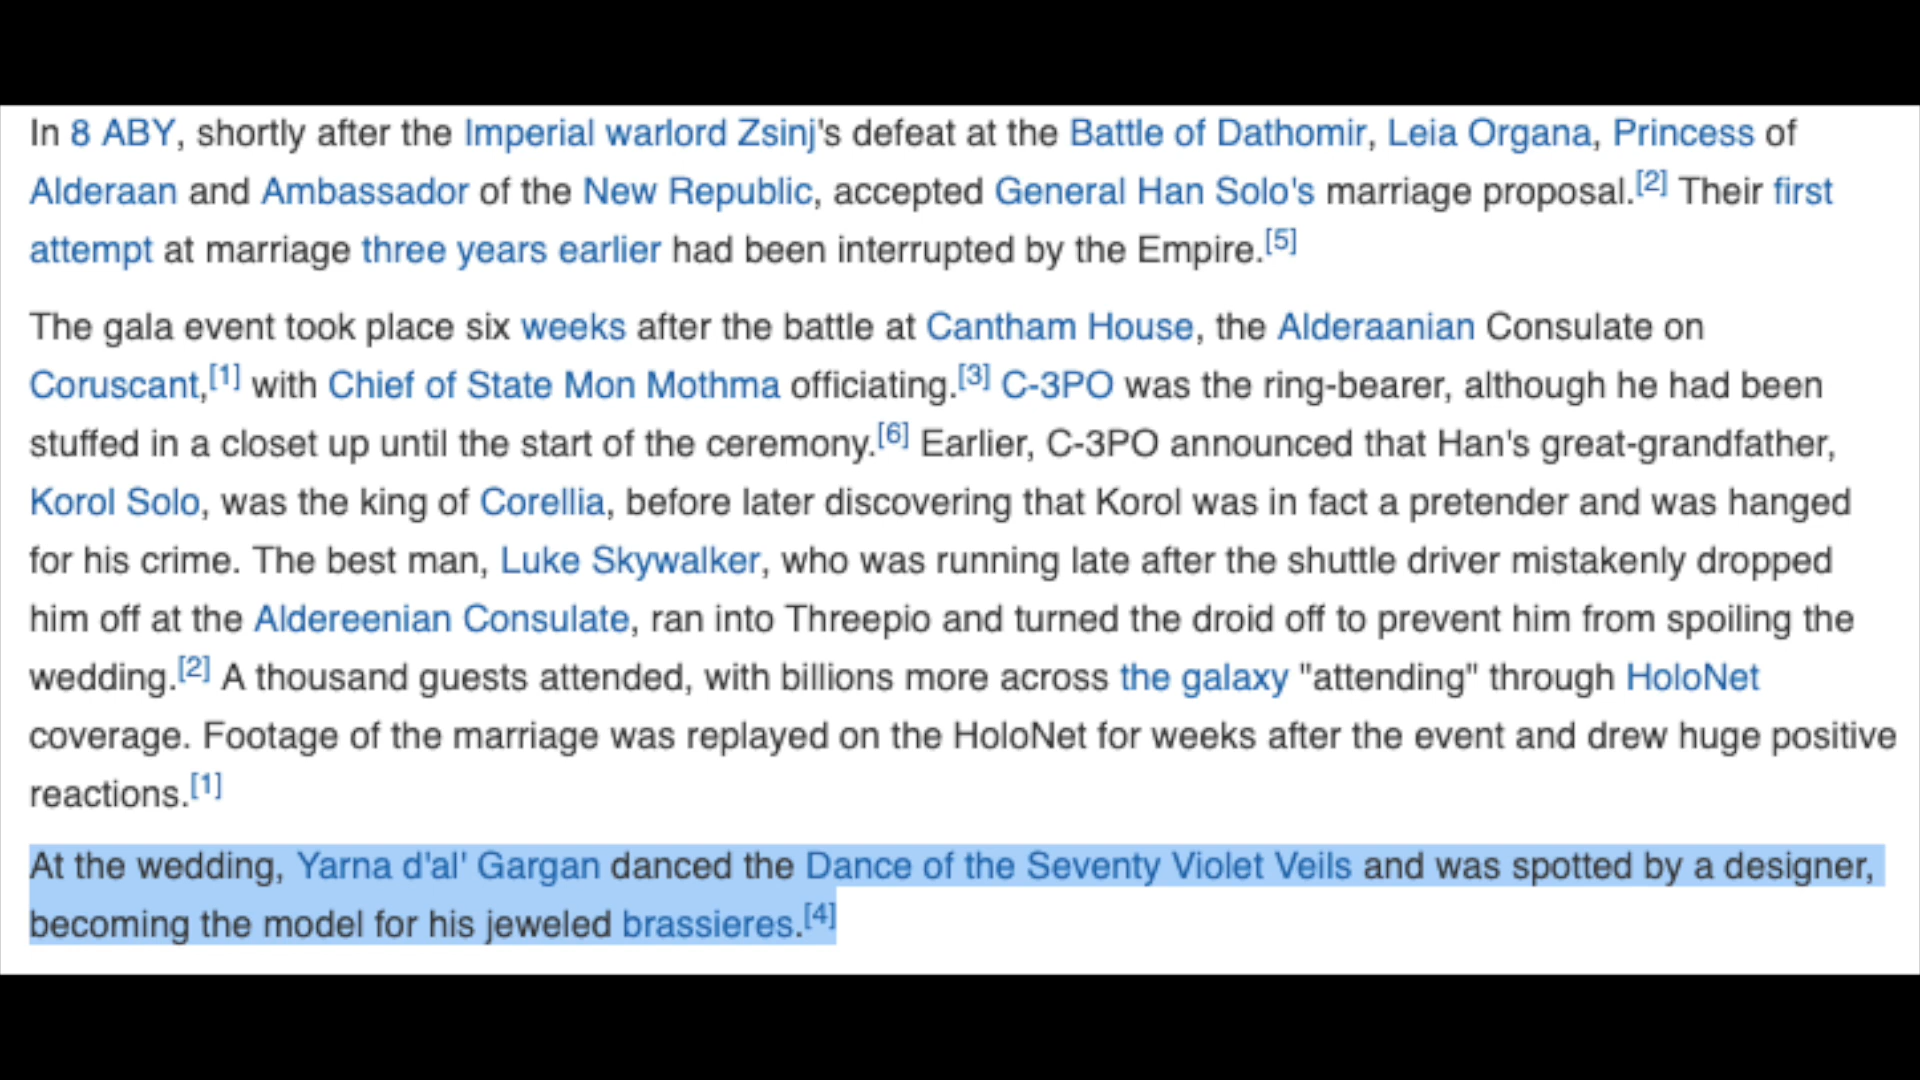 In 8 ABY, shortly after the Imperial warlord Zsinj's defeat at the Battle of Dathomir, Leia Organa, Princess of
Alderaan and Ambassador of the New Republic, accepted General Han Solo's marriage proposal.[2] Their first
attempt at marriage three years earlier had been interrupted by the Empire.[5]
The gala event took place six weeks after the battle at Cantham House, the Alderaanian Consulate on
Coruscant,[1] with Chief of State Mon Mothma officiating.[3] C-3PO was the ring-bearer, although he had been
stuffed in a closet up until the start of the ceremony.[6] Earlier, C-3PO announced that Han's great-grandfather,
Korol Solo, was the king of Corellia, before later discovering that Korol was in fact a pretender and was hanged
for his crime. The best man, Luke Skywalker, who was running late after the shuttle driver mistakenly dropped
him off at the Aldereenian Consulate, ran into Threepio and turned the droid off to prevent him from spoiling the
wedding.[2] A thousand guests attended, with billions more across the galaxy "attending" through HoloNet
coverage. Footage of the marriage was replayed on the HoloNet for weeks after the event and drew huge positive
reactions.[1]
At the wedding, Yarna d'al' Gargan danced the Dance of the Seventy Violet Veils and was spotted by a designer,
becoming the model for his jeweled brassieres.[4]